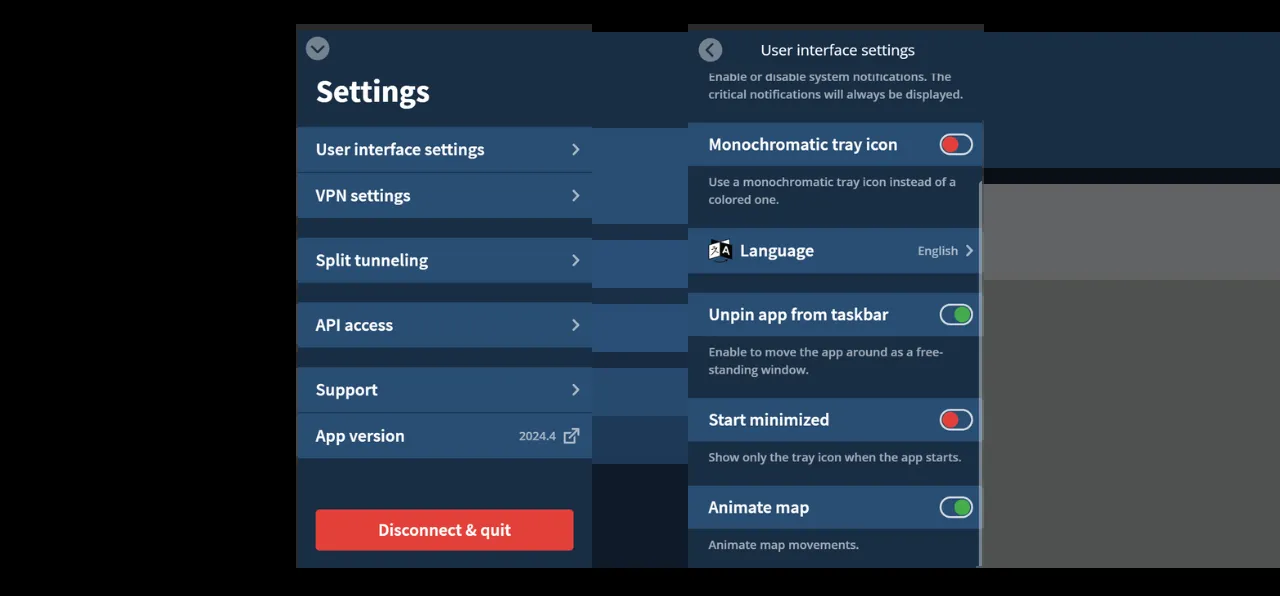 Settings
User interface settings
VPN settings
Split tunneling
API access
Support
App version 2024.4
Disconnect & quit
User interface settings
Enable or disable system notifications. The
critical notifications will always be displayed.
Monochromatic tray icon
Use a monochromatic tray icon instead of a
colored one.
Language English
Unpin app from taskbar
Enable to move the app around as a free-
standing window.
Start minimized
Show only the tray icon when the app starts.
Animate map
Animate map movements.